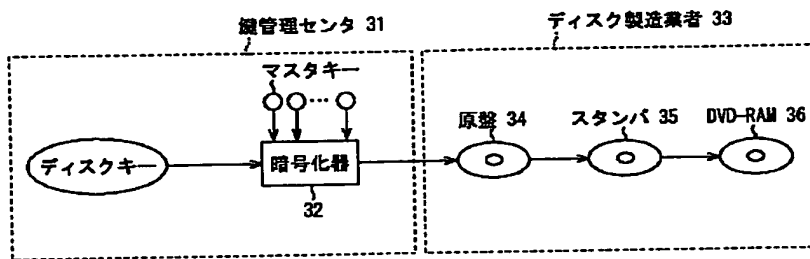 鍵管理センタ 31
ディスク製造業者 33
マスタキー
…
原盤 34
スタンパ 35
DVD-RAM 36
ディスクキー
暗号化器
32